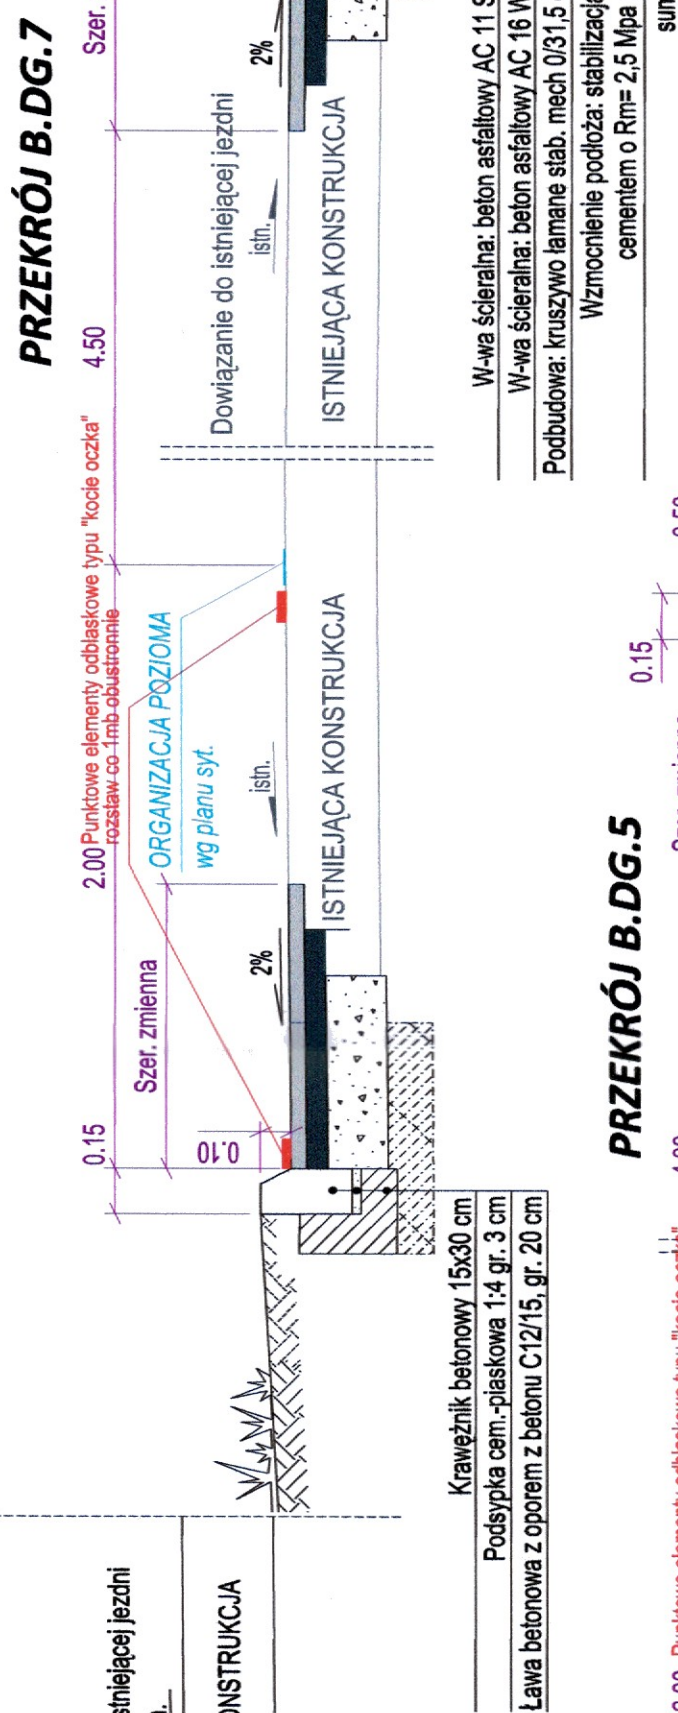 PRZEKRÓJ B.DG.7
0.15
2.00
4.50
Szer.
Punktowe elementy odblaskowe typu "kocie oczka"
rozstaw co 1mb obustronnie
Szer. zmienna
ORGANIZACJA POZIOMA
wg planu syt.
Dowiązanie do istniejącej jezdni
0.10
2%
istn.
istn.
2%
ISTNIEJĄCA KONSTRUKCJA
ISTNIEJĄCA KONSTRUKCJA
Krawężnik betonowy 15x30 cm
Podsypka cem.-piaskowa 1:4 gr. 3 cm
Ława betonowa z oporem z betonu C12/15, gr. 20 cm
W-wa ścieralna: beton asfaltowy AC 11 S
W-wa ścieralna: beton asfaltowy AC 16 W
Podbudowa: kruszywo łamane stab. mech 0/31,5
Wzmocnienie podłoża: stabilizacja
cementem o Rm= 2,5 Mpa
PRZEKRÓJ B.DG.5
0.15